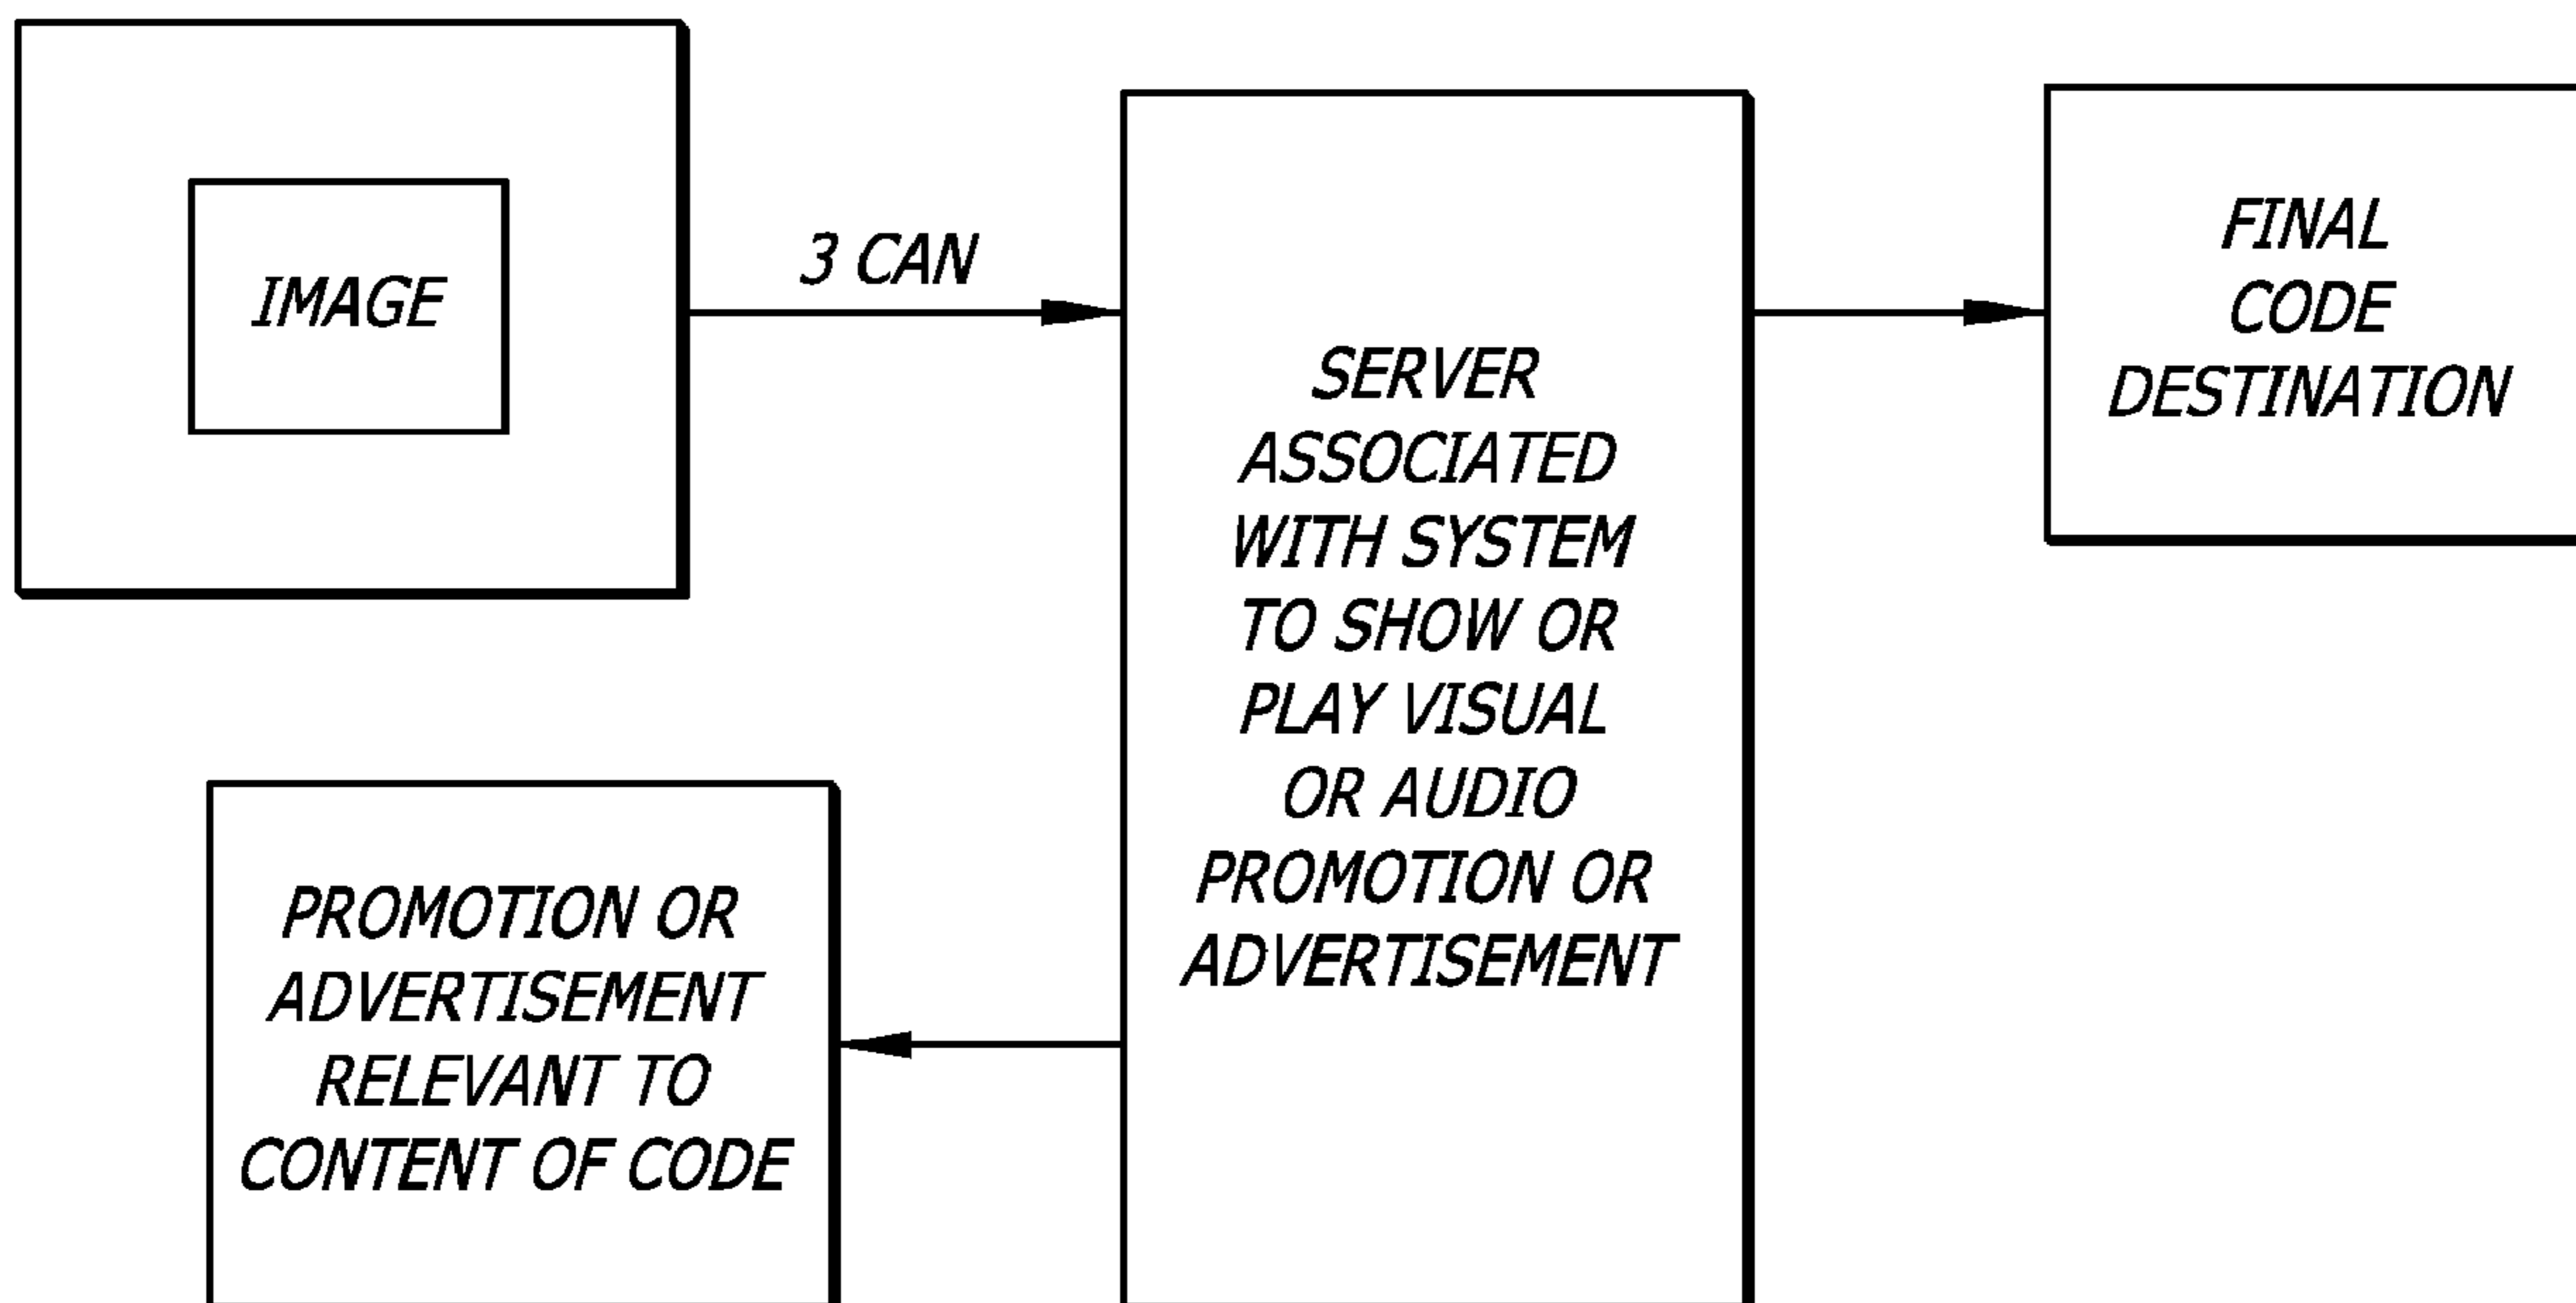 IMAGE
3 CAN
SERVER
ASSOCIATED
WITH SYSTEM
TO SHOW OR
PLAY VISUAL
OR AUDIO
PROMOTION OR
ADVERTISEMENT
FINAL
CODE
DESTINATION
PROMOTION OR
ADVERTISEMENT
RELEVANT TO
CONTENT OF CODE